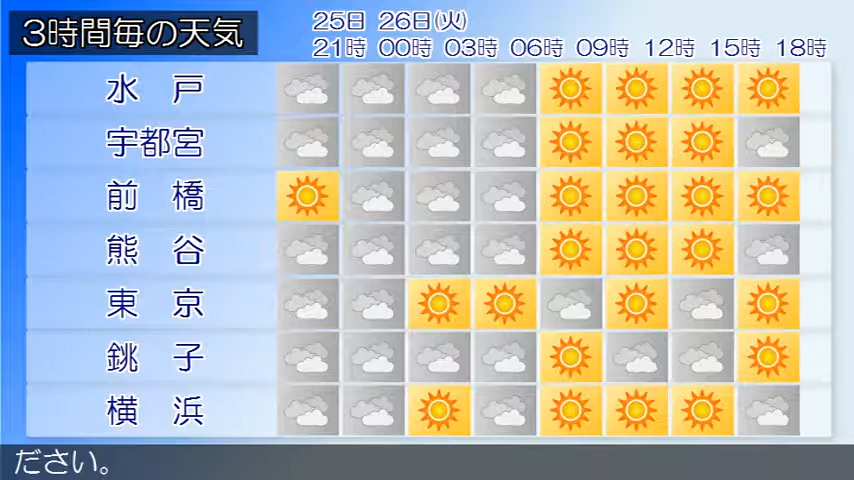 3時間毎の天気
25日 26日(火)
21時 00時 03時 06時 09時 12時 15時 18時
水戸
宇都宮
前橋
熊谷
東京
銚子
横浜
ださい。